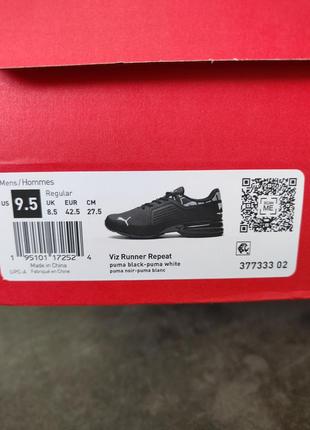 Mens/Hommes
Regular
US 9.5 UK EUR CM
8.5 42.5 27.5
ME
Viz Runner Repeat
puma black-puma white
puma noir-puma blanc
1 95101 17252 4
UPC-A Made in China
Fabriqué en Chine
377333 02